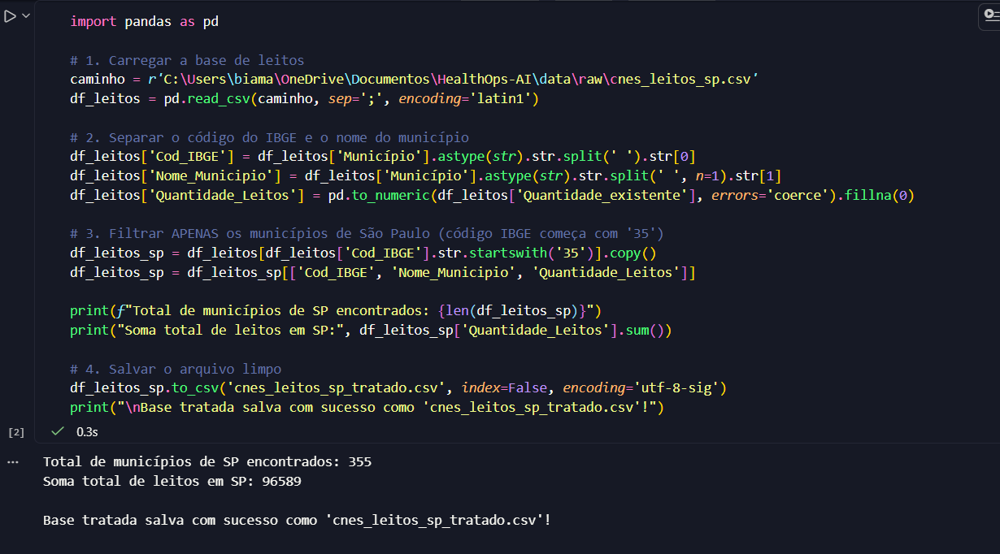 import pandas as pd
# 1. Carregar a base de leitos
caminho = r'C:\Users\biama\OneDrive\Documentos\HealthOps-AI\data\raw\cnes_leitos_sp.csv'
df_leitos = pd.read_csv(caminho, sep=';', encoding='latin1')
# 2. Separar o código do IBGE e o nome do município
df_leitos['Cod_IBGE'] = df_leitos['Município'].astype(str).str.split(' ').str[0]
df_leitos['Nome_Municipio'] = df_leitos['Município'].astype(str).str.split(' ', n=1).str[1]
df_leitos['Quantidade_Leitos'] = pd.to_numeric(df_leitos['Quantidade_existente'], errors='coerce').fillna(0)
# 3. Filtrar APENAS os municípios de São Paulo (código IBGE começa com '35')
df_leitos_sp = df_leitos[df_leitos['Cod_IBGE'].str.startswith('35')].copy()
df_leitos_sp = df_leitos_sp[['Cod_IBGE', 'Nome_Municipio', 'Quantidade_Leitos']]
print(f"Total de municípios de SP encontrados: {len(df_leitos_sp)}")
print("Soma total de leitos em SP:", df_leitos_sp['Quantidade_Leitos'].sum())
# 4. Salvar o arquivo limpo
df_leitos_sp.to_csv('cnes_leitos_sp_tratado.csv', index=False, encoding='utf-8-sig')
print("\nBase tratada salva com sucesso como 'cnes_leitos_sp_tratado.csv'!")
[2] 0.3s
Total de municípios de SP encontrados: 355
Soma total de leitos em SP: 96589
Base tratada salva com sucesso como 'cnes_leitos_sp_tratado.csv'!